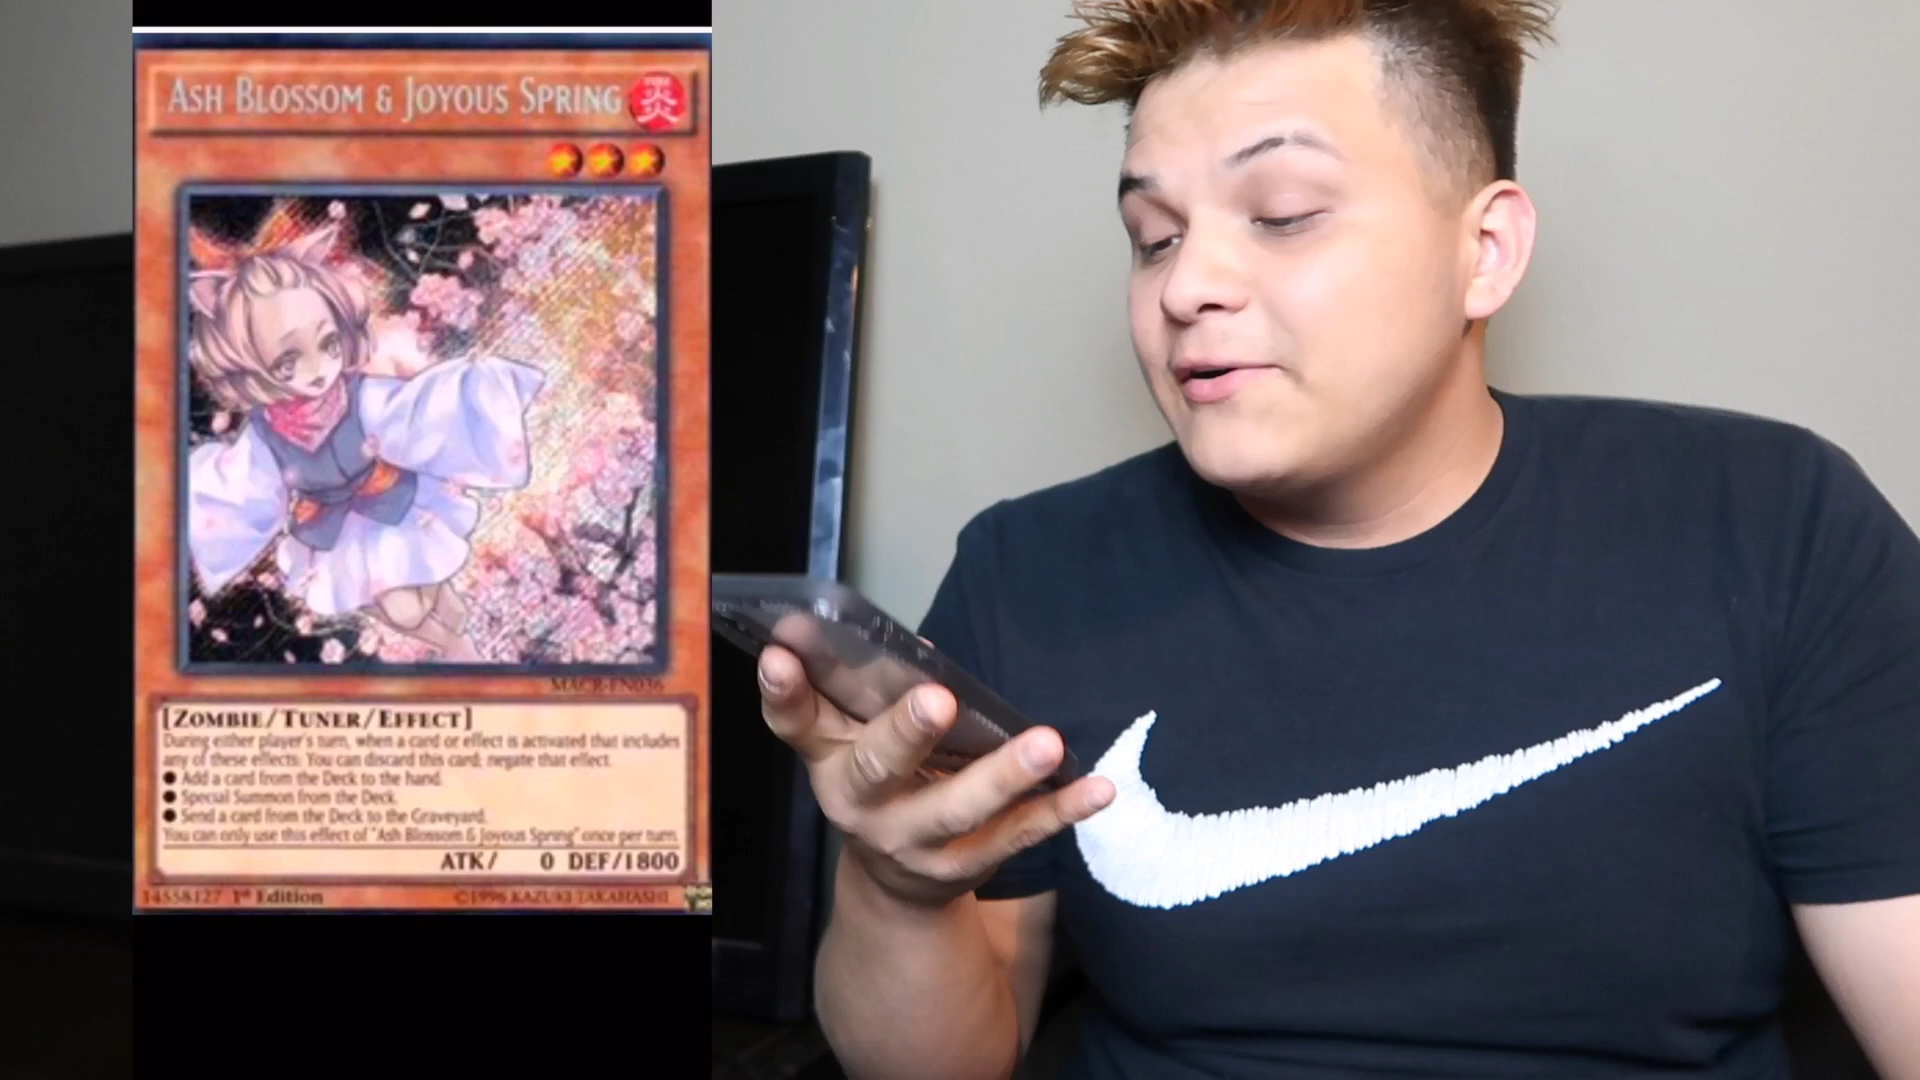 Ash Blossom & Joyous Spring
FIRE
炎
MACR-EN036
[Zombie/Tuner/Effect]
During either player's turn, when a card or effect is activated that includes
any of these effects: You can discard this card; negate that effect.
● Add a card from the Deck to the hand.
● Special Summon from the Deck.
● Send a card from the Deck to the Graveyard.
You can only use this effect of "Ash Blossom & Joyous Spring" once per turn.
ATK/ 0 DEF/1800
14558127 1st Edition ©1996 KAZUKI TAKAHASHI